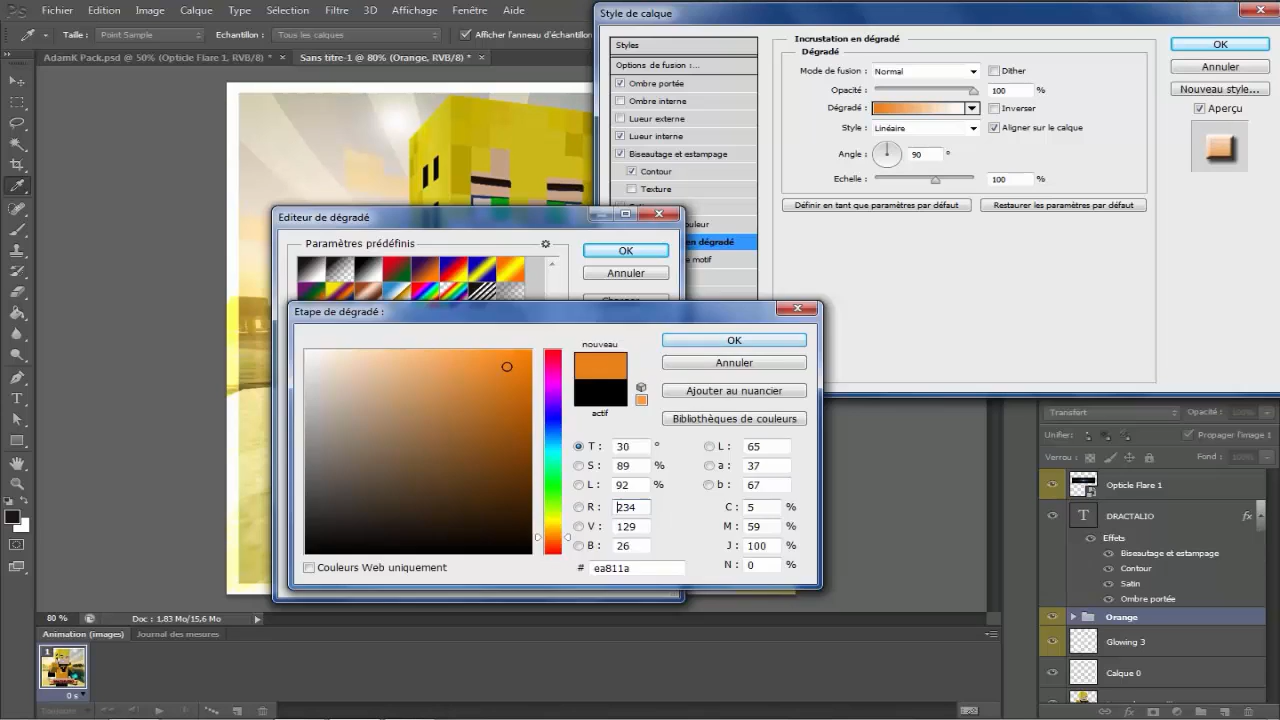 Ps Fichier Edition Image Calque Type Sélection Filtre 3D Affichage Fenêtre Aide
Taille : Point Sample Echantillon : Tous les calques Afficher l'anneau d'échantillon
AdamK Pack.psd @ 50% (Opticle Flare 1, RVB/8) * ×
Sans titre-1 @ 80% (Orange, RVB/8) * ×
Style de calque
Styles
Options de fusion :...
Ombre portée
Ombre interne
Lueur externe
Lueur interne
Biseautage et estampage
Contour
Texture
ouleur
en dégradé
e motif
Incrustation en dégradé
Dégradé
Mode de fusion : Normal Dither
Opacité : 100 %
Dégradé : Inverser
Style : Linéaire Aligner sur le calque
Angle : 90 °
Echelle : 100 %
Définir en tant que paramètres par défaut Restaurer les paramètres par défaut
OK
Annuler
Nouveau style...
Aperçu
Editeur de dégradé
Paramètres prédéfinis
OK
Annuler
Etape de dégradé :
nouveau
actif
OK
Annuler
Ajouter au nuancier
Bibliothèques de couleurs
T : 30 ° L : 65
S : 89 % a : 37
L : 92 % b : 67
R : 234 C : 5 %
V : 129 M : 59 %
B : 26 J : 100 %
N : 0 %
Couleurs Web uniquement # ea811a
80 % Doc : 1,83 Mo/15,6 Mo
Animation (images) Journal des mesures
1
0 s
Toujours
Transfert Opacité : 100%
Unifier : Propager l'image 1
Verrou : Fond : 100%
Opticle Flare 1
T DRACTALIO fx
Effets
Biseautage et estampage
Contour
Satin
Ombre portée
Orange
Glowing 3
Calque 0
fx